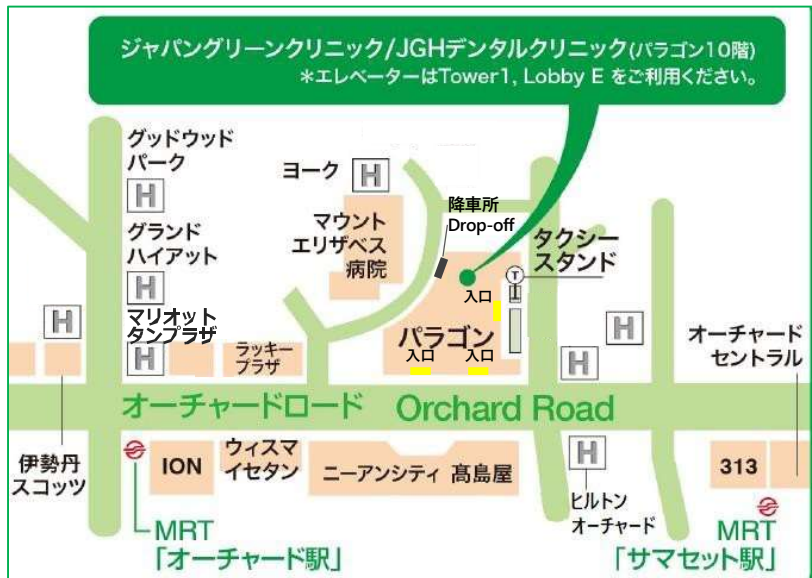 ジャパングリーンクリニック/JGHデンタルクリニック(パラゴン10階)
＊エレベーターはTower1, Lobby E をご利用ください。
グッドウッド
パーク
H
グランド
ハイアット
H
マリオット
タンプラザ
H
H
ヨーク
H
マウント
エリザベス
病院
降車所
Drop-off
タクシー
スタンド
T
入口
パラゴン
入口
入口
ラッキー
プラザ
H
H
オーチャード
セントラル
オーチャードロード Orchard Road
伊勢丹
スコッツ
ION
ウィスマ
イセタン
ニーアンシティ 髙島屋
H
ヒルトン
オーチャード
313
MRT
「オーチャード駅」
MRT
「サマセット駅」